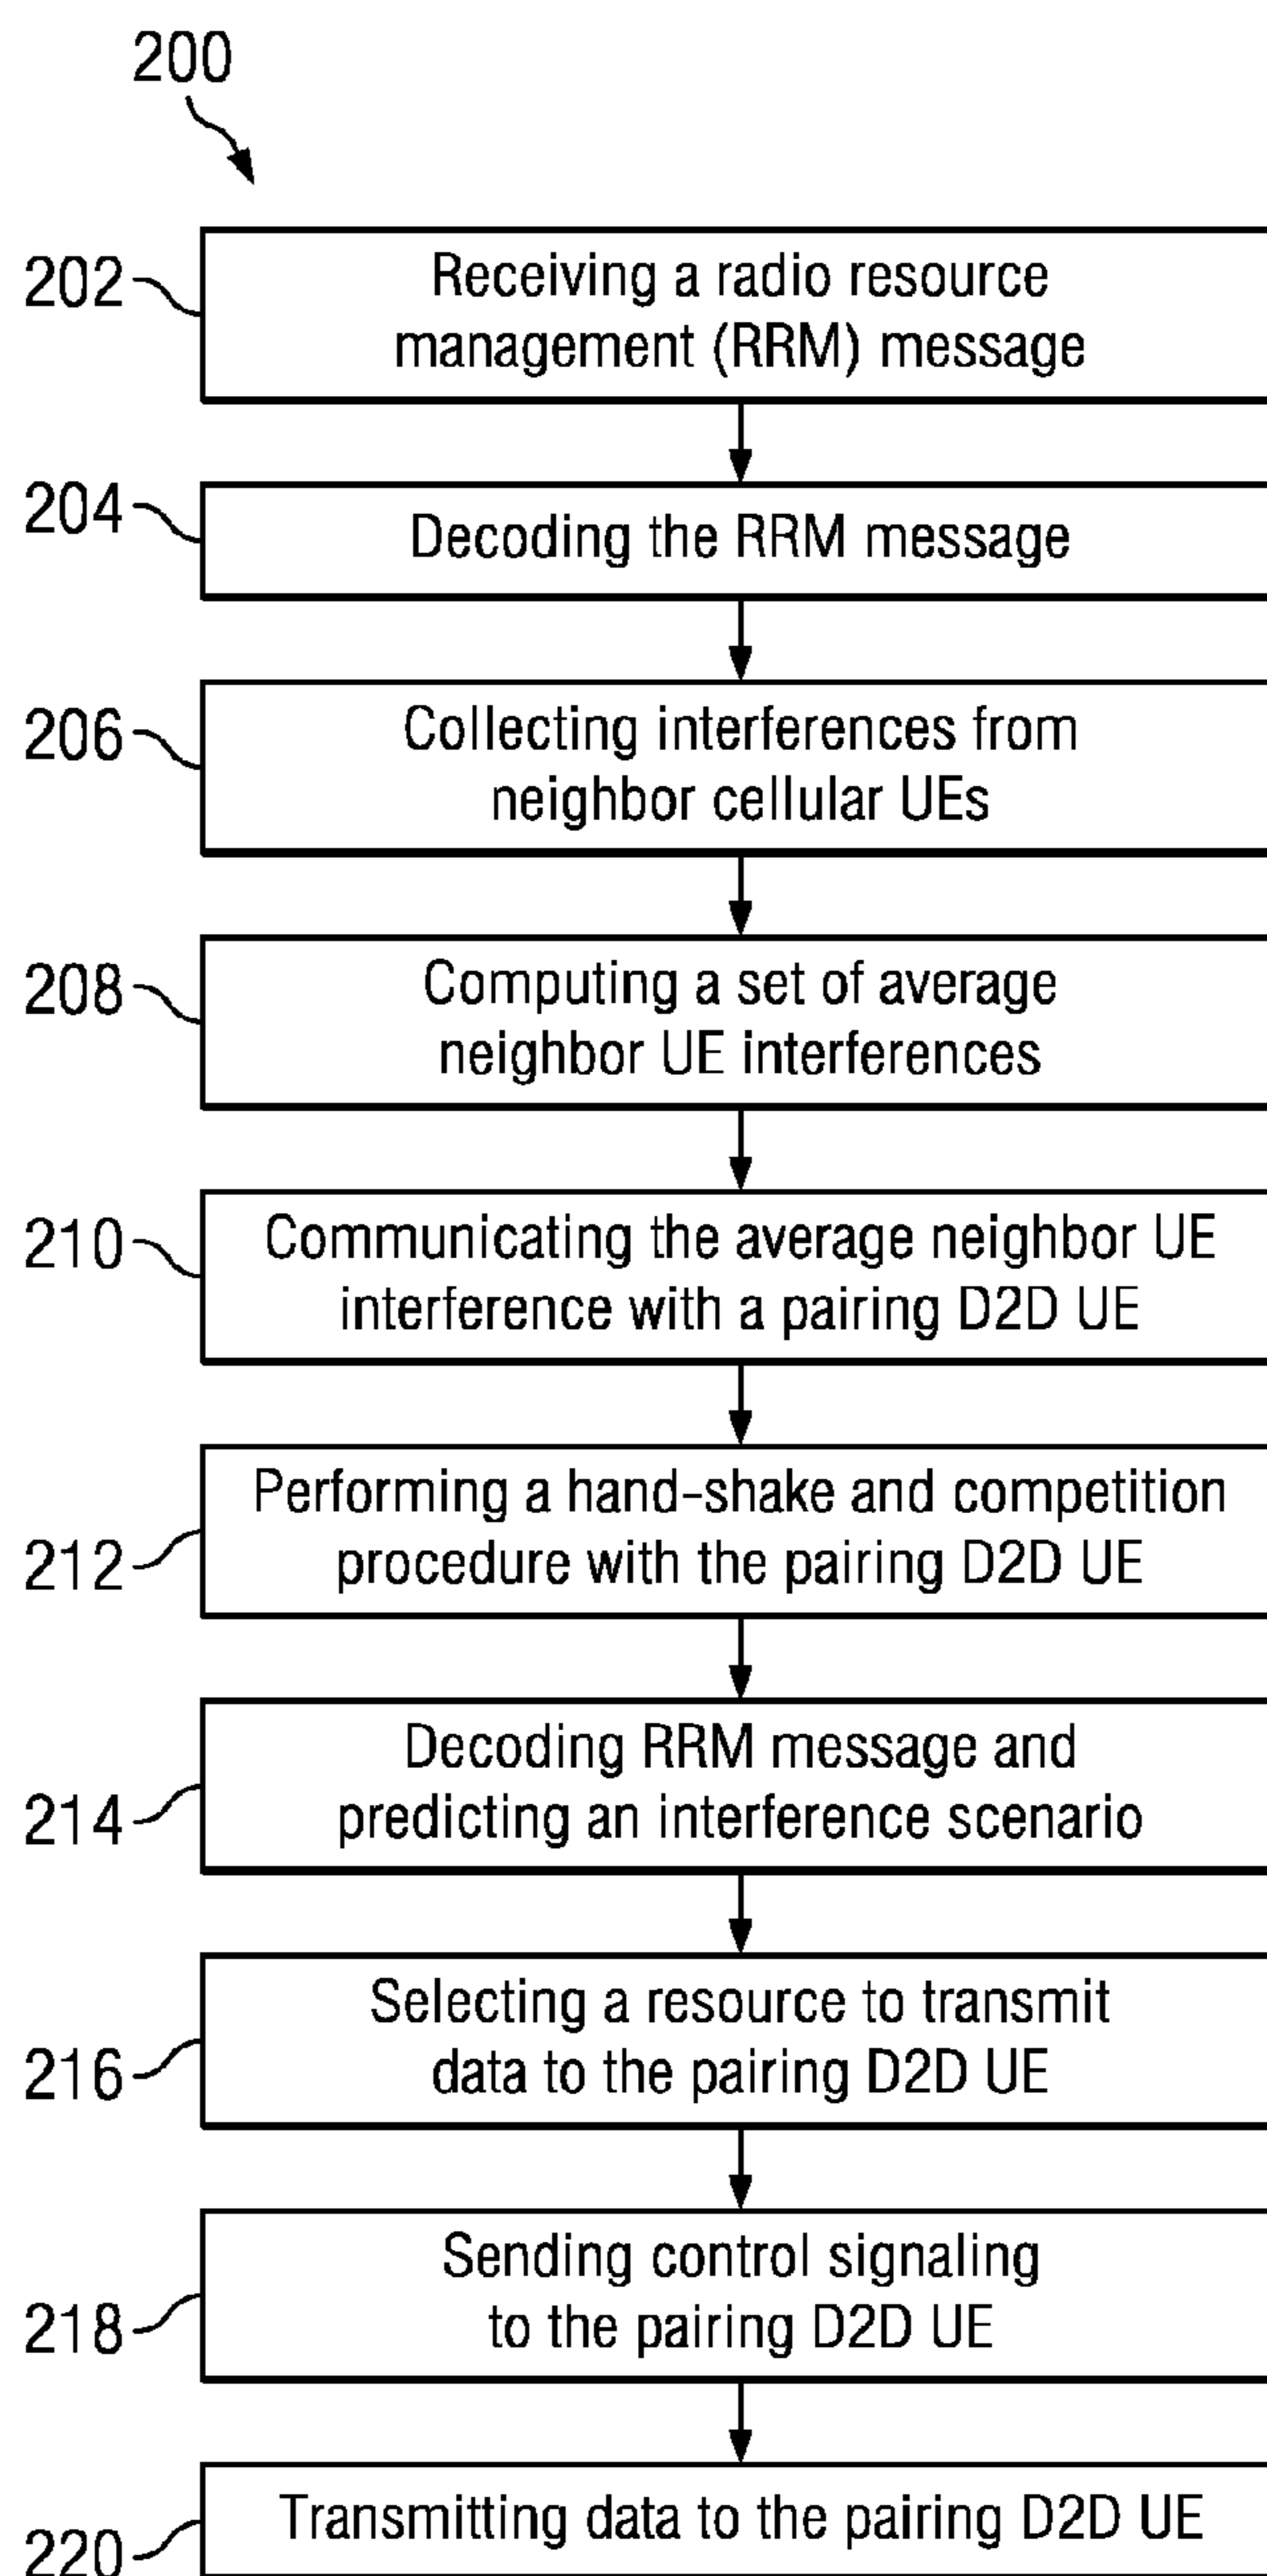 200
202
Receiving a radio resource
management (RRM) message
204
Decoding the RRM message
206
Collecting interferences from
neighbor cellular UEs
208
Computing a set of average
neighbor UE interferences
210
Communicating the average neighbor UE
interference with a pairing D2D UE
212
Performing a hand-shake and competition
procedure with the pairing D2D UE
214
Decoding RRM message and
predicting an interference scenario
216
Selecting a resource to transmit
data to the pairing D2D UE
218
Sending control signaling
to the pairing D2D UE
220
Transmitting data to the pairing D2D UE